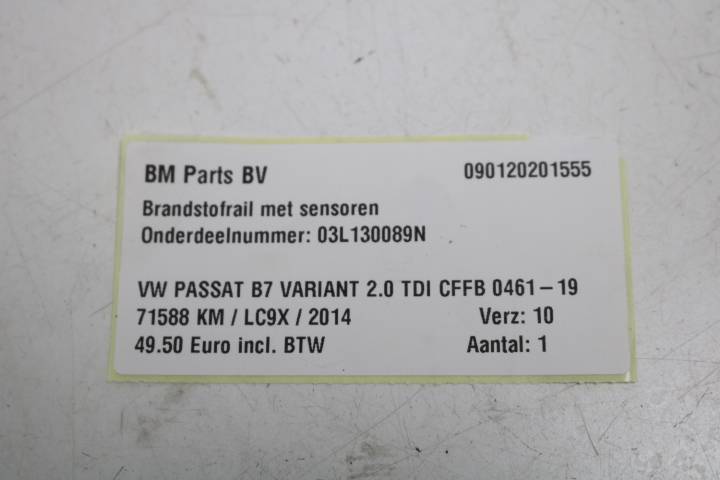 BM Parts BV 090120201555
Brandstofrail met sensoren
Onderdeelnummer: 03L130089N
VW PASSAT B7 VARIANT 2.0 TDI CFFB 0461-19
71588 KM / LC9X / 2014 Verz: 10
49.50 Euro incl. BTW Aantal: 1